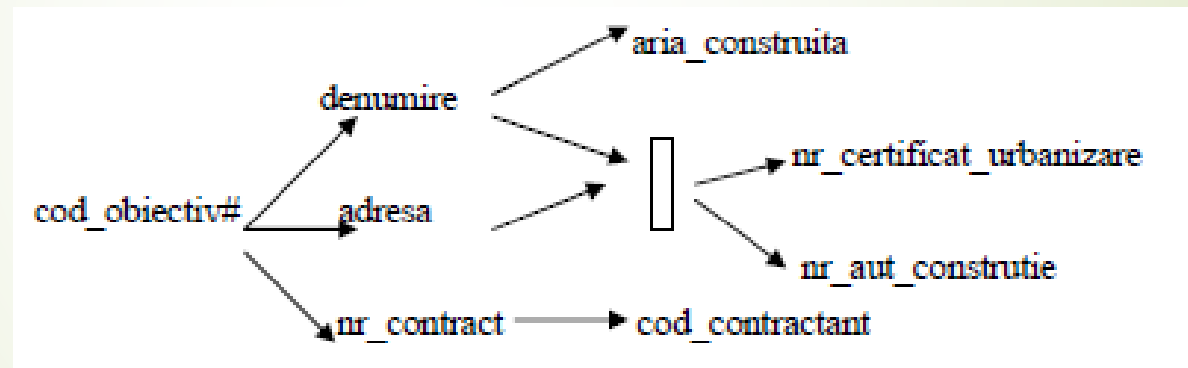 aria_construita
denumire
nr_certificat_urbanizare
cod_obiectiv# adresa
nr_aut_construtie
nr_contract cod_contractant